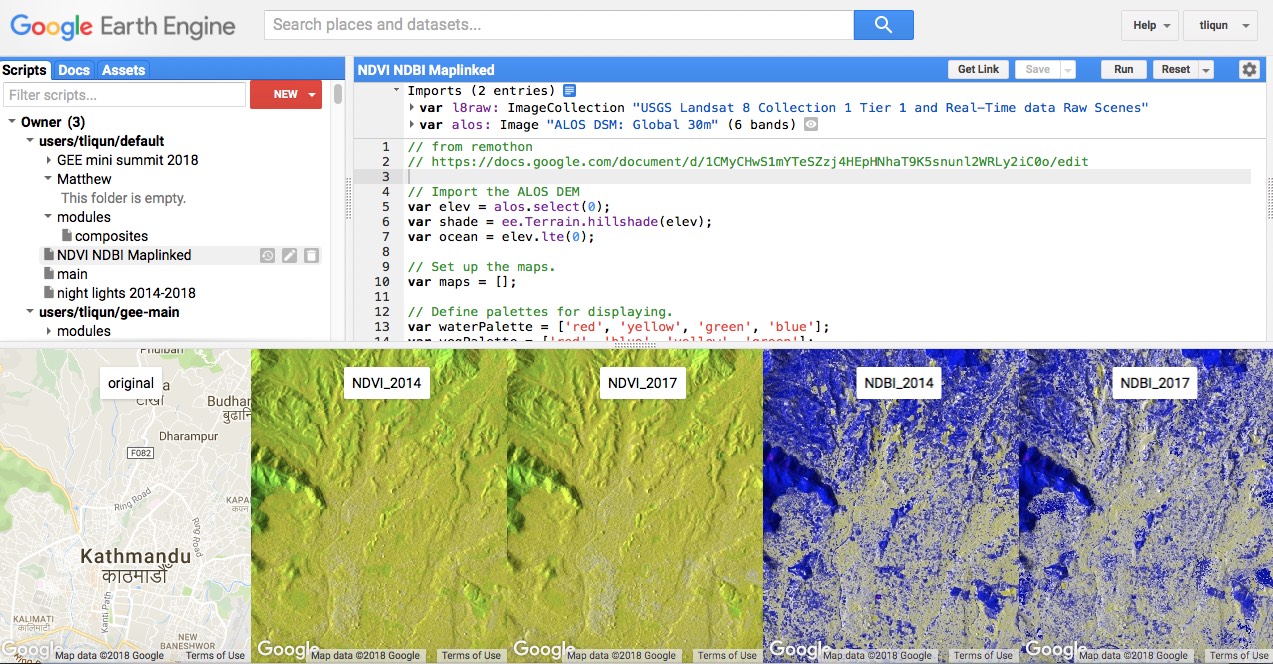 Google Earth Engine
Search places and datasets...
Help
tliqun
Scripts Docs Assets
Filter scripts...
NEW
Owner (3)
users/tliqun/default
GEE mini summit 2018
Matthew
This folder is empty.
modules
composites
NDVI NDBI Maplinked
main
night lights 2014-2018
users/tliqun/gee-main
modules
NDVI NDBI Maplinked
Get Link
Save
Run
Reset
Imports (2 entries)
var l8raw: ImageCollection "USGS Landsat 8 Collection 1 Tier 1 and Real-Time data Raw Scenes"
var alos: Image "ALOS DSM: Global 30m" (6 bands)
1 // from remothon
2 // https://docs.google.com/document/d/1CMyCHwS1mYTeSZzj4HEpHNhaT9K5snunl2WRLy2iC0o/edit
3
4 // Import the ALOS DEM
5 var elev = alos.select(0);
6 var shade = ee.Terrain.hillshade(elev);
7 var ocean = elev.lte(0);
8
9 // Set up the maps.
10 var maps = [];
11
12 // Define palettes for displaying.
13 var waterPalette = ['red', 'yellow', 'green', 'blue'];
14 var vegPalette = ['red', 'blue', 'yellow', 'green'];
Phulbari
original
टोखा
Budhan
बुढानि
Dharampur
F082
Ring Road
KAPAN
Ring Road
Kathmandu
काठमाडौं
Kanti Path
KALIMATI
कालिमाटी
NEW
BANESHWOR
Google
Map data ©2018 Google
Terms of Use
NDVI_2014
Google
Map data ©2018 Google
Terms of Use
NDVI_2017
Google
Map data ©2018 Google
Terms of Use
NDBI_2014
Google
Map data ©2018 Google
Terms of Use
NDBI_2017
Google
Map data ©2018 Google
Terms of Use